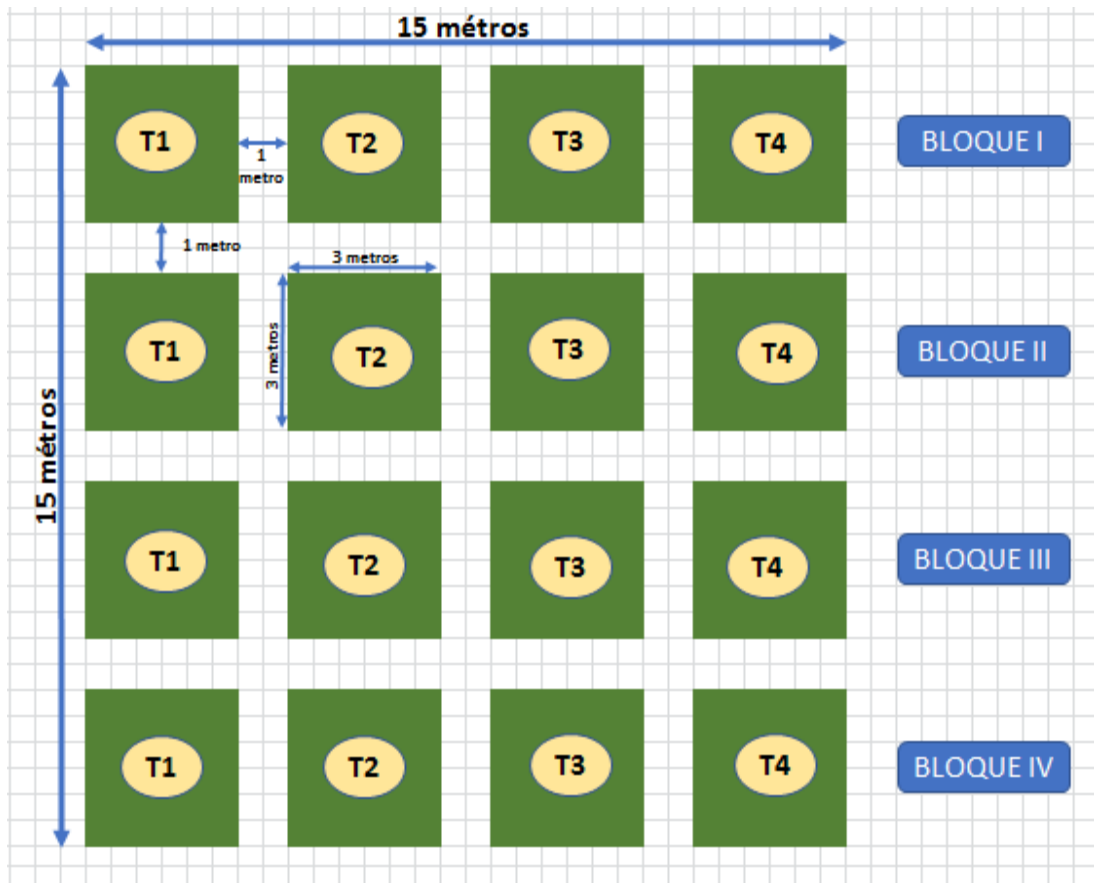 15 métros
T1
T2
T3
T4
BLOQUE I
1
metro
1 metro
3 metros
T1
T2
T3
T4
BLOQUE II
3 metros
15 métros
T1
T2
T3
T4
BLOQUE III
T1
T2
T3
T4
BLOQUE IV